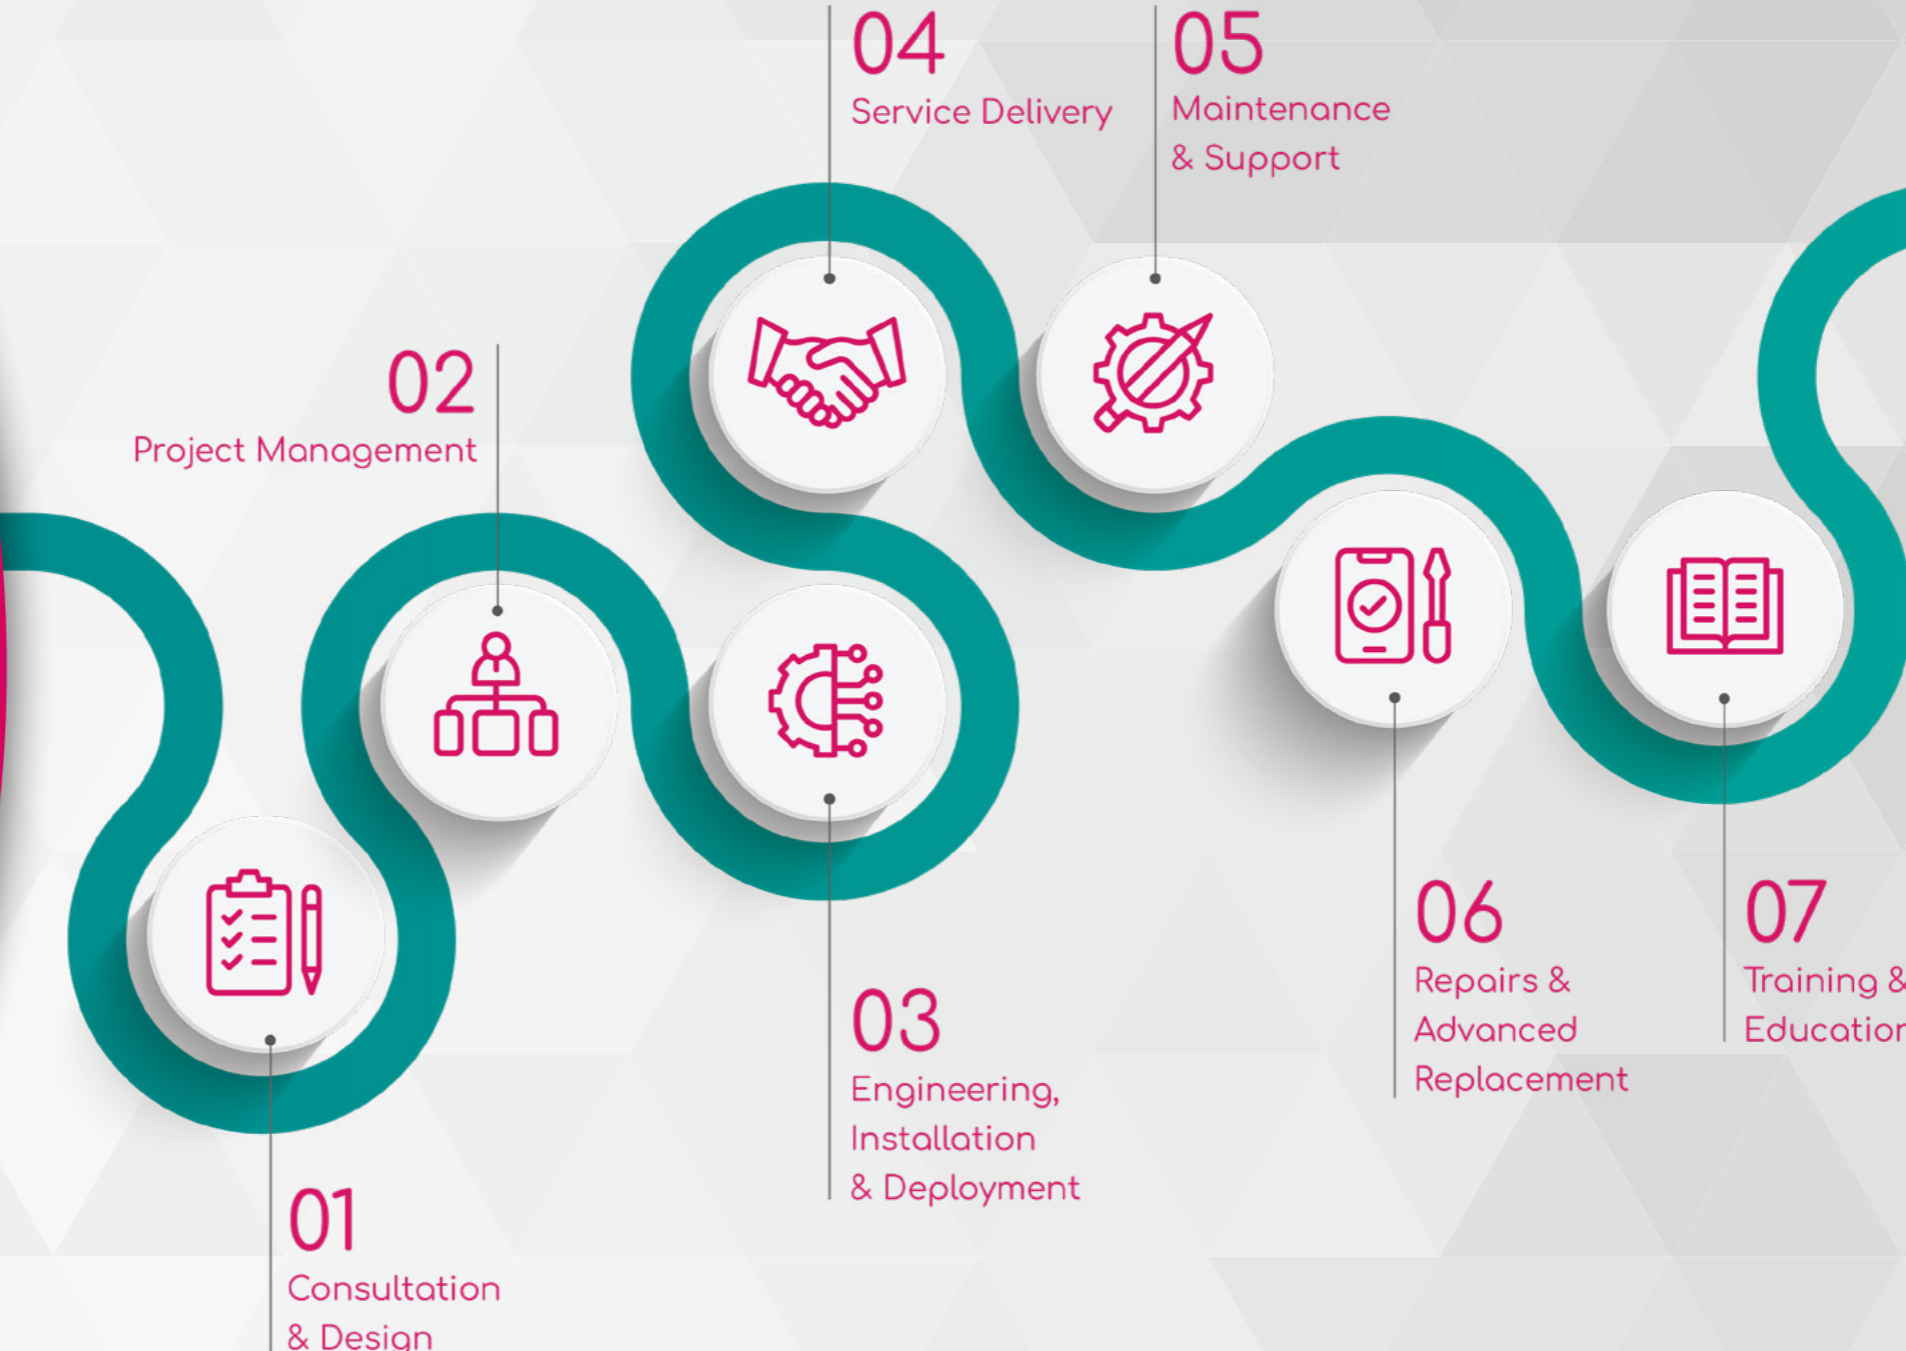 04
Service Delivery
05
Maintenance
& Support
02
Project Management
06
Repairs &
Advanced
Replacement
07
Training &
Education
03
Engineering,
Installation
& Deployment
01
Consultation
& Design